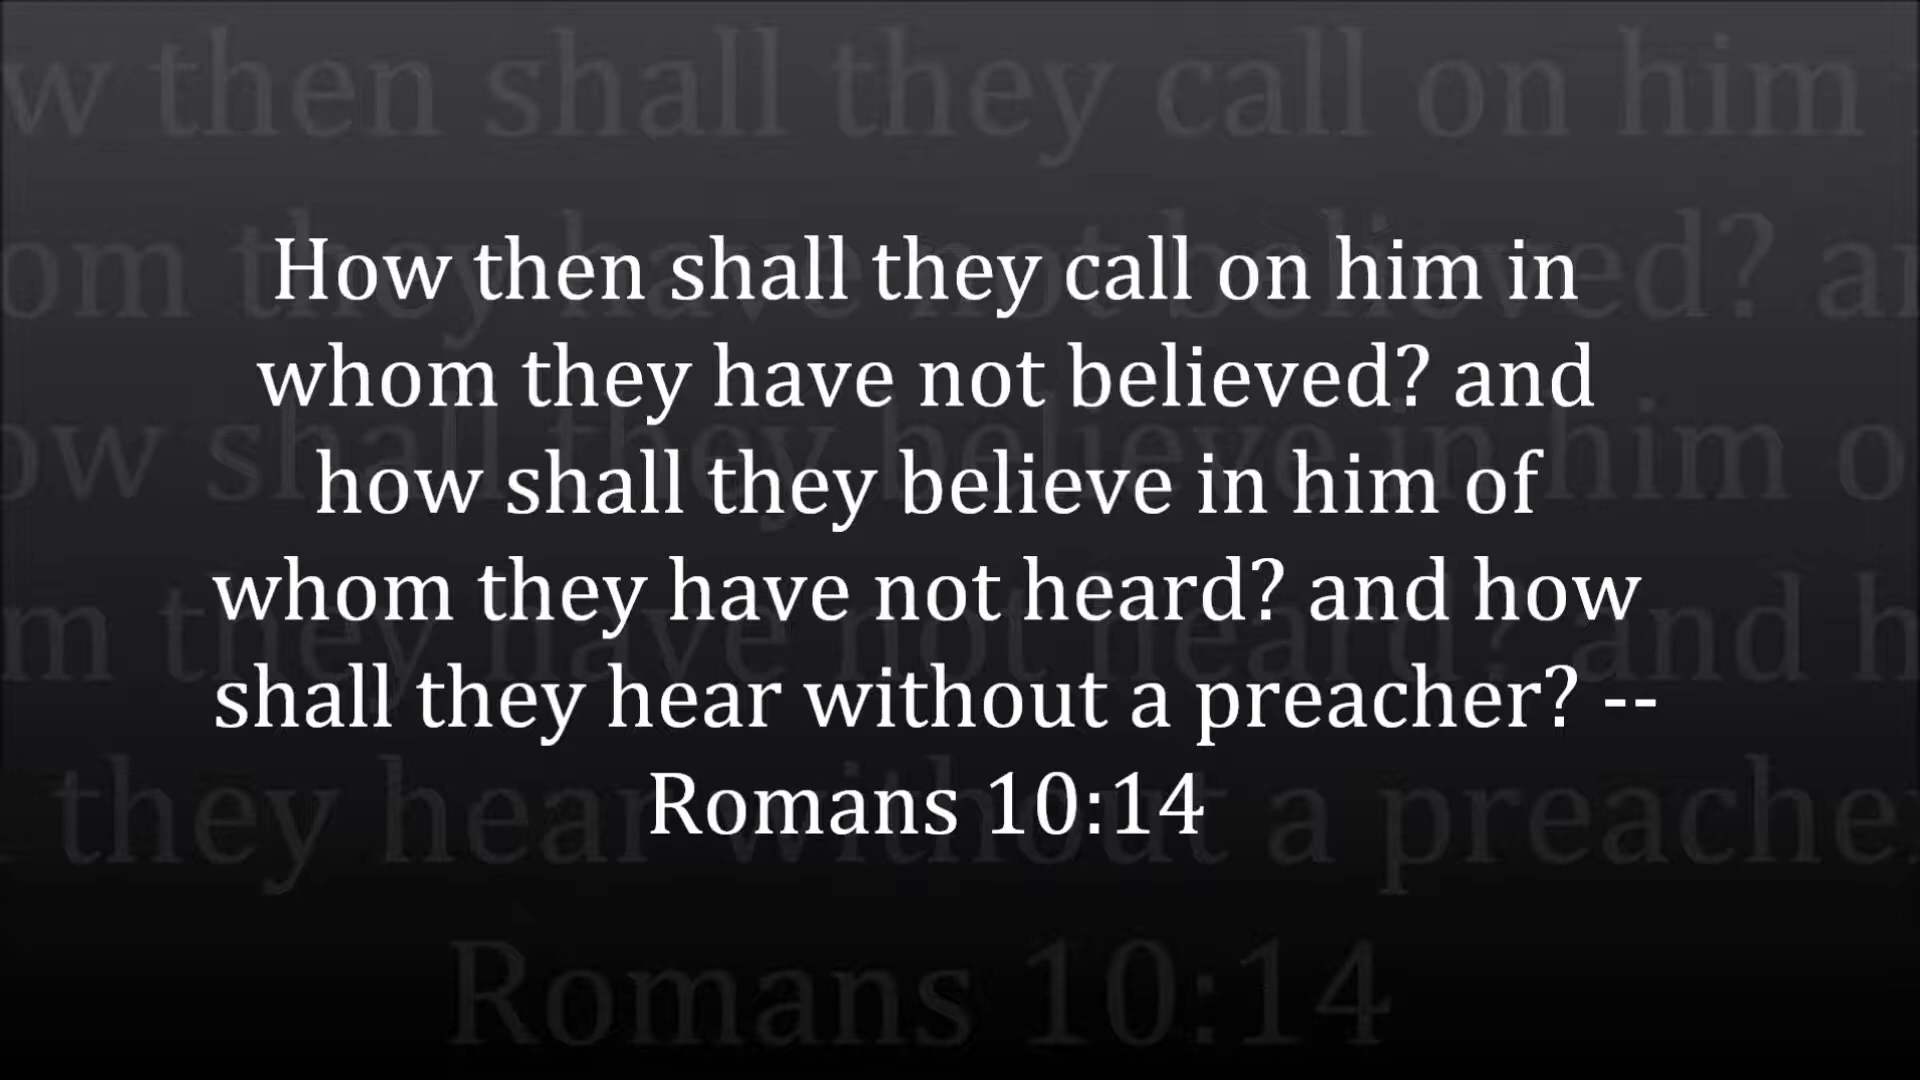 How then shall they call on him in
whom they have not believed? and
how shall they believe in him of
whom they have not heard? and how
shall they hear without a preacher? --
Romans 10:14